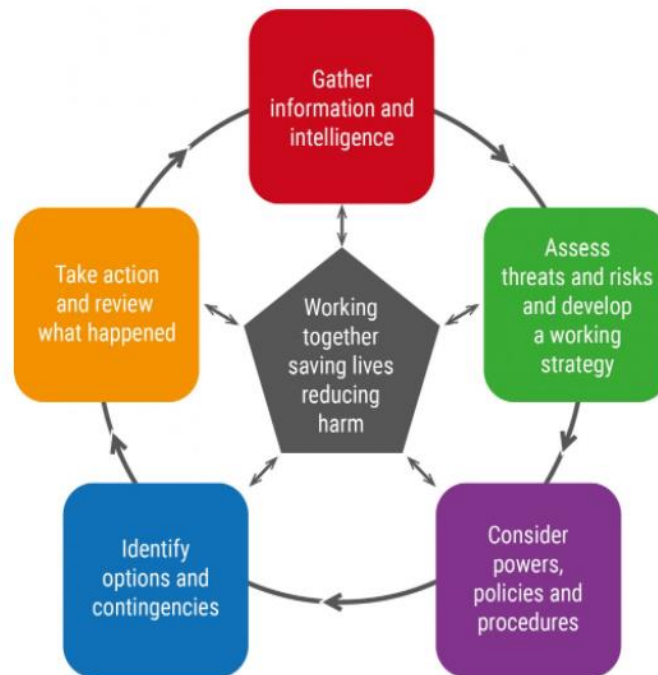 Gather
information and
intelligence
Assess
threats and risks
and develop
a working
strategy
Consider
powers,
policies and
procedures
Identify
options and
contingencies
Take action
and review
what happened
Working
together
saving lives
reducing
harm